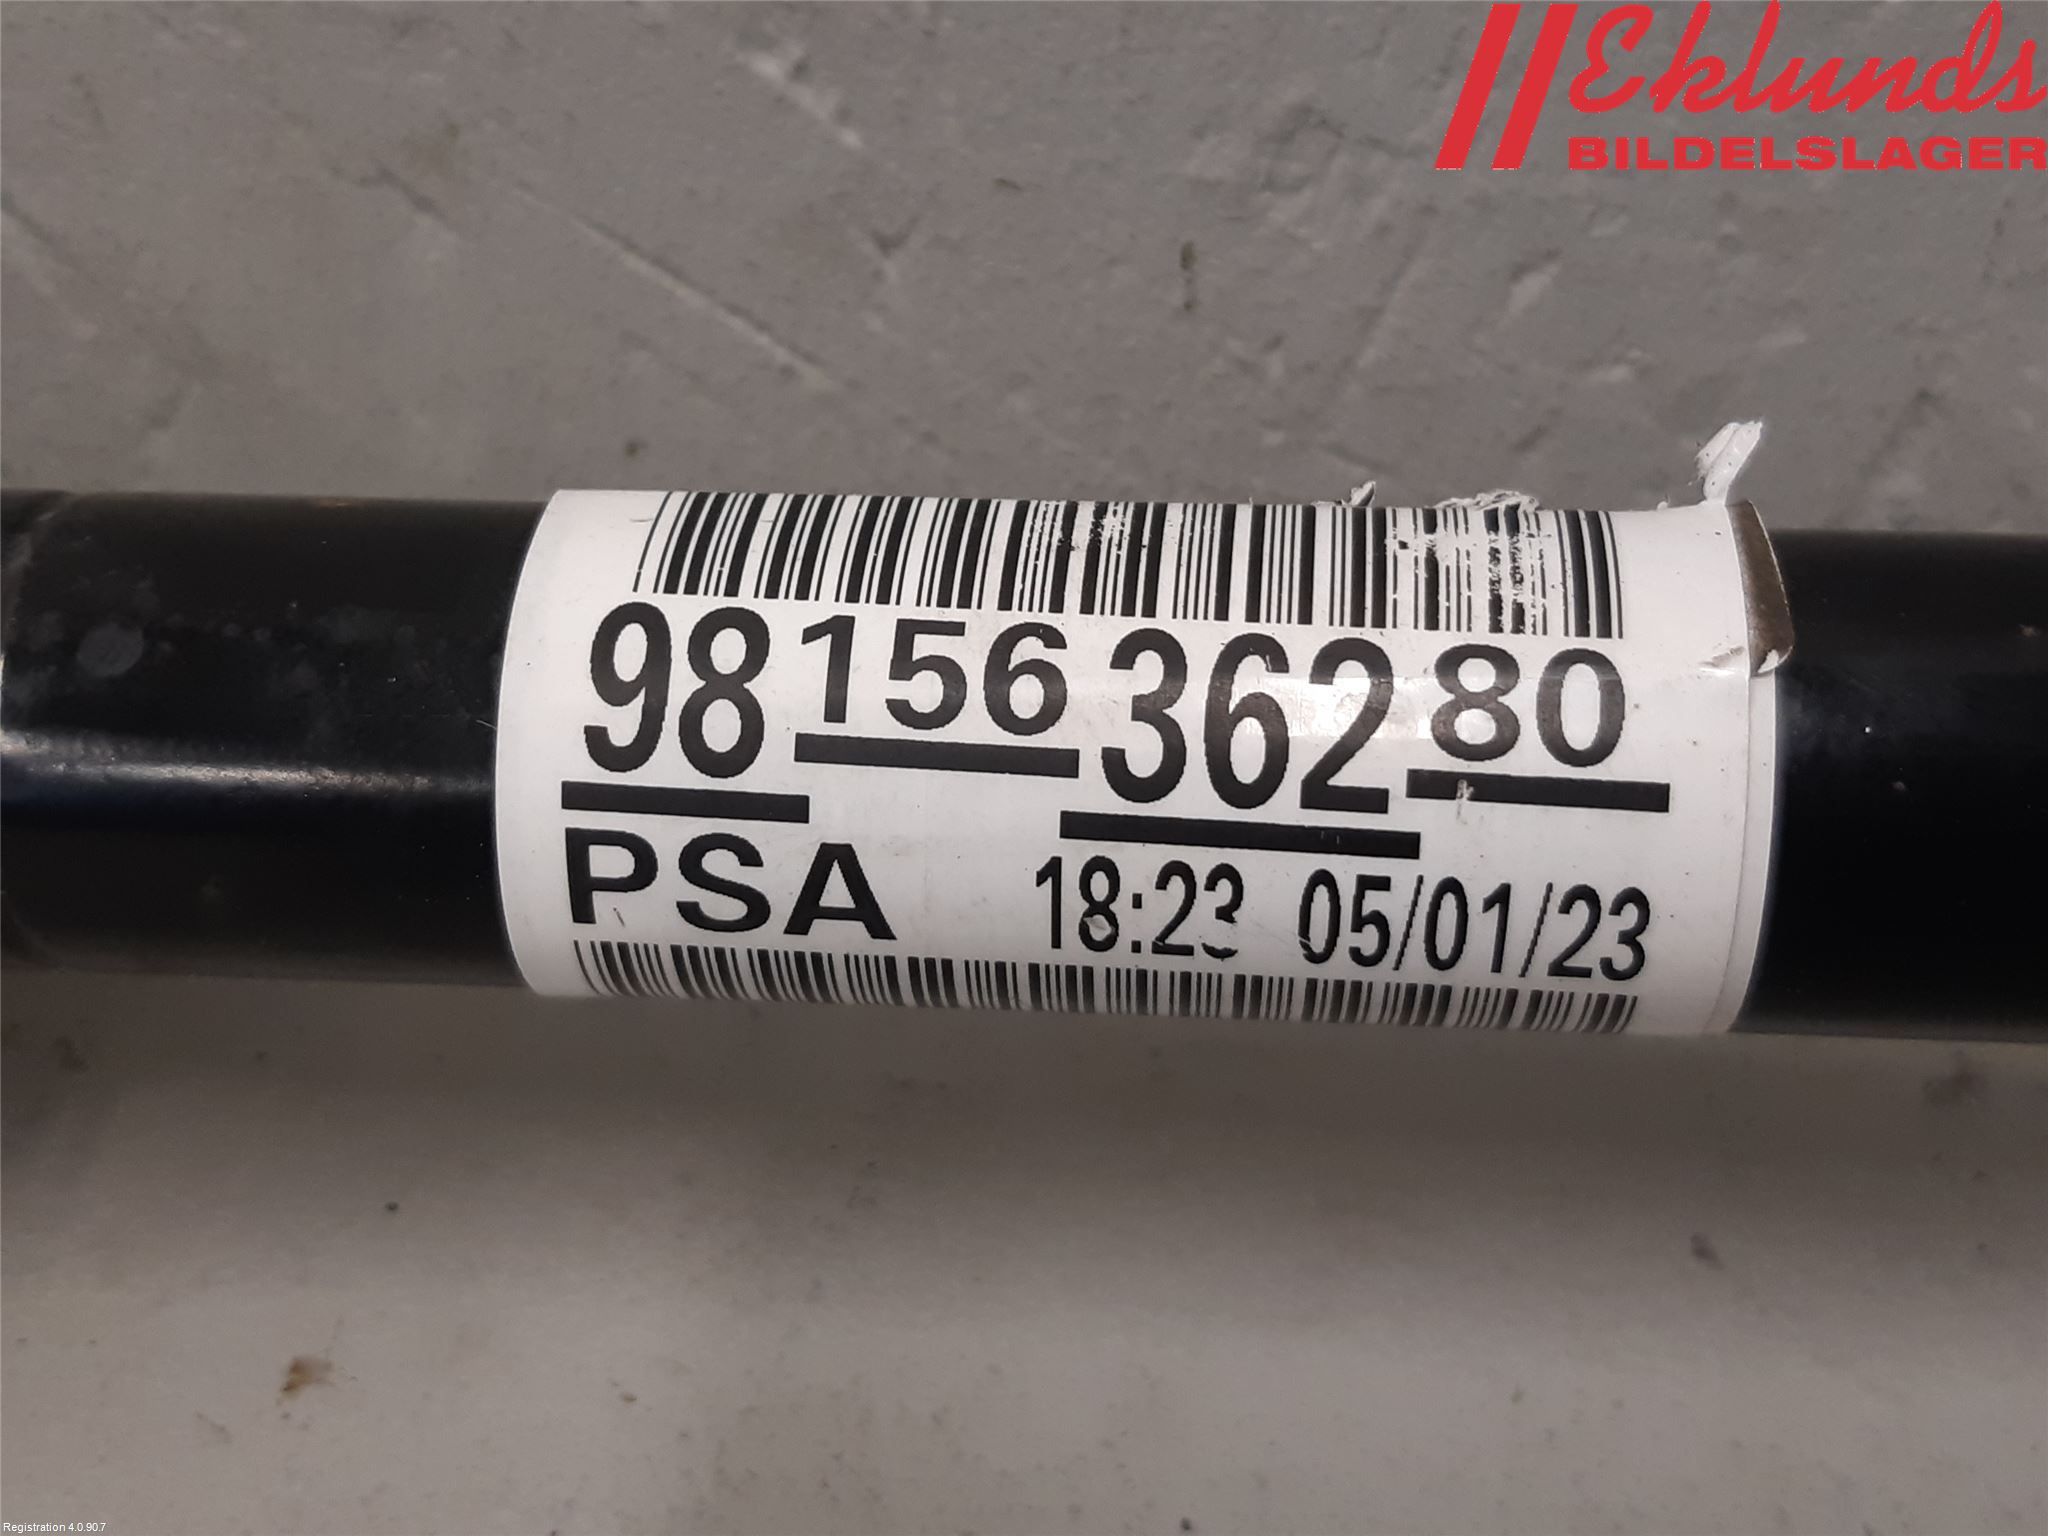 Eklunds
BILDELSLAGER
98 156 362 80
PSA 18:23 05/01/23
Registration 4.0.90.7